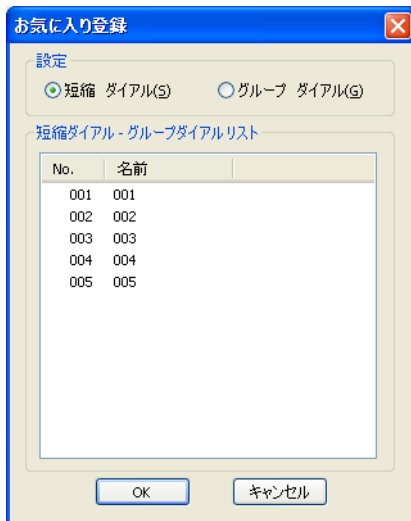 お気に入り登録
設定
短縮 ダイアル(S) グループ ダイアル(G)
短縮ダイアル - グループダイアルリスト
No. 名前
001 001
002 002
003 003
004 004
005 005
OK キャンセル